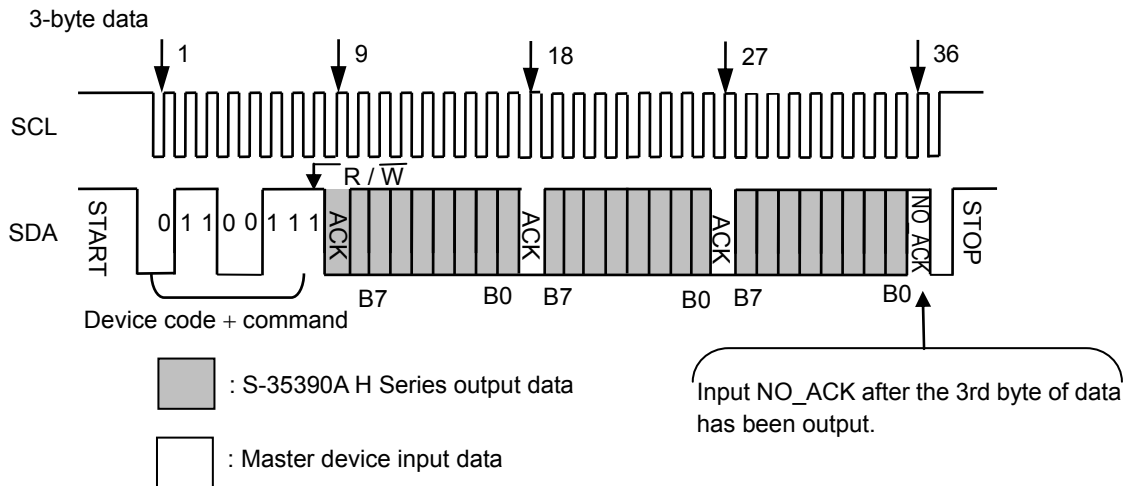 3-byte data
1 9 18 27 36
SCL
R / W
SDA START 0 1 1 0 0 1 1 1 ACK ACK ACK NO_ACK STOP
B7 B0 B7 B0 B7 B0
Device code + command
: S-35390A H Series output data
Input NO_ACK after the 3rd byte of data
has been output.
: Master device input data